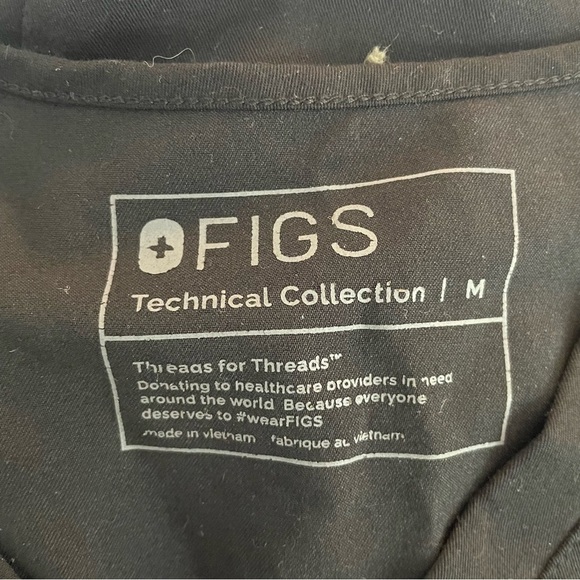 FIGS
Technical Collection | M
Threads for Threads™
Donating to healthcare providers in need
around the world Because everyone
deserves to #wearFIGS
made in vietnam fabrique au vietnam